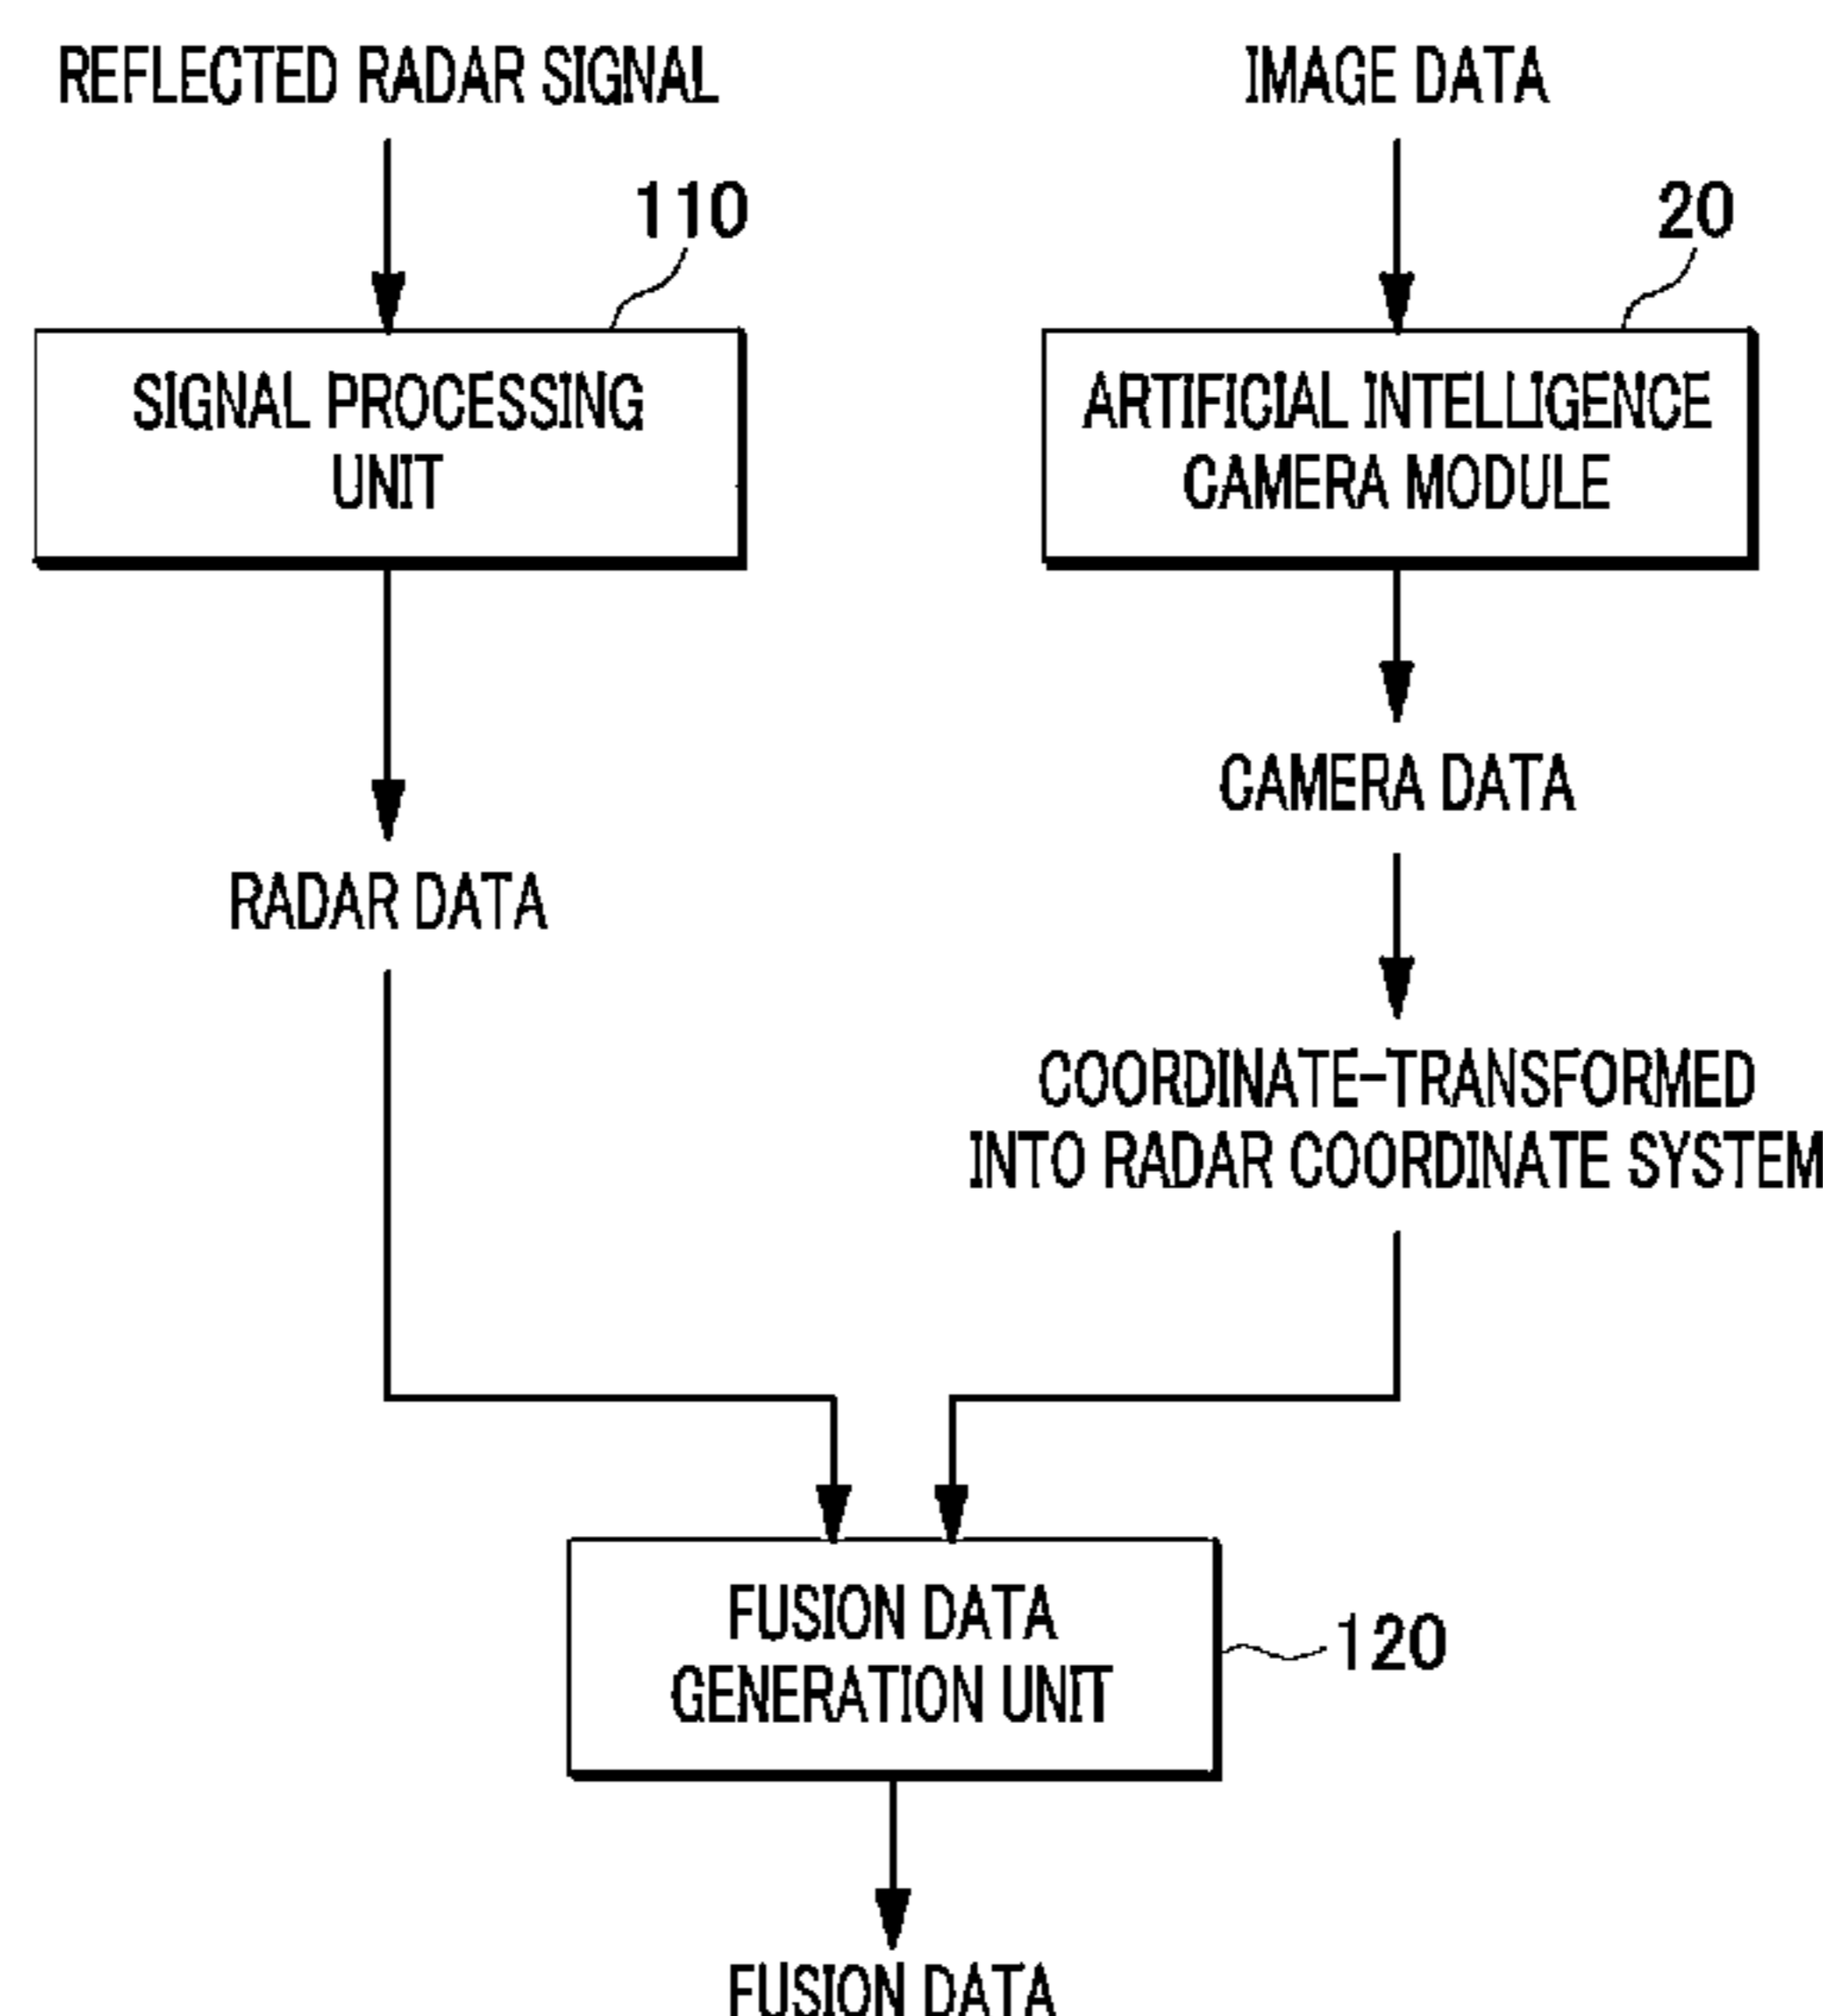 REFLECTED RADAR SIGNAL
IMAGE DATA
110
20
SIGNAL PROCESSING
UNIT
ARTIFICIAL INTELLIGENCE
CAMERA MODULE
CAMERA DATA
RADAR DATA
COORDINATE-TRANSFORMED
INTO RADAR COORDINATE SYSTEM
FUSION DATA
GENERATION UNIT
120
FUSION DATA